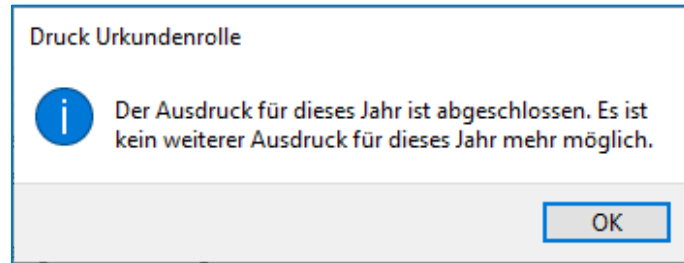 Druck Urkundenrolle
Der Ausdruck für dieses Jahr ist abgeschlossen. Es ist
kein weiterer Ausdruck für dieses Jahr mehr möglich.
OK